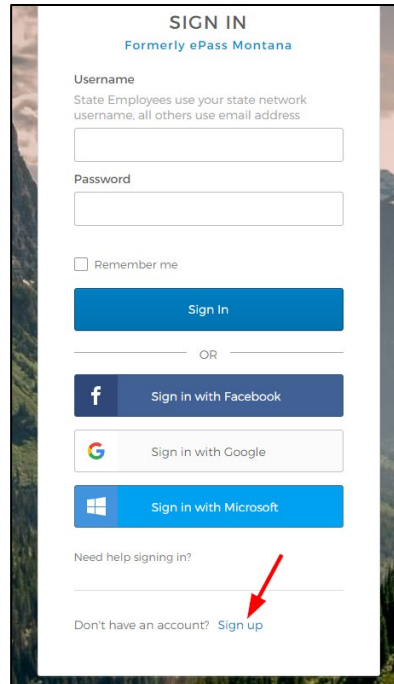 SIGN IN
Formerly ePass Montana
Username
State Employees use your state network
username, all others use email address
Password
Remember me
Sign In
OR
Sign in with Facebook
Sign in with Google
Sign in with Microsoft
Need help signing in?
Don't have an account? Sign up